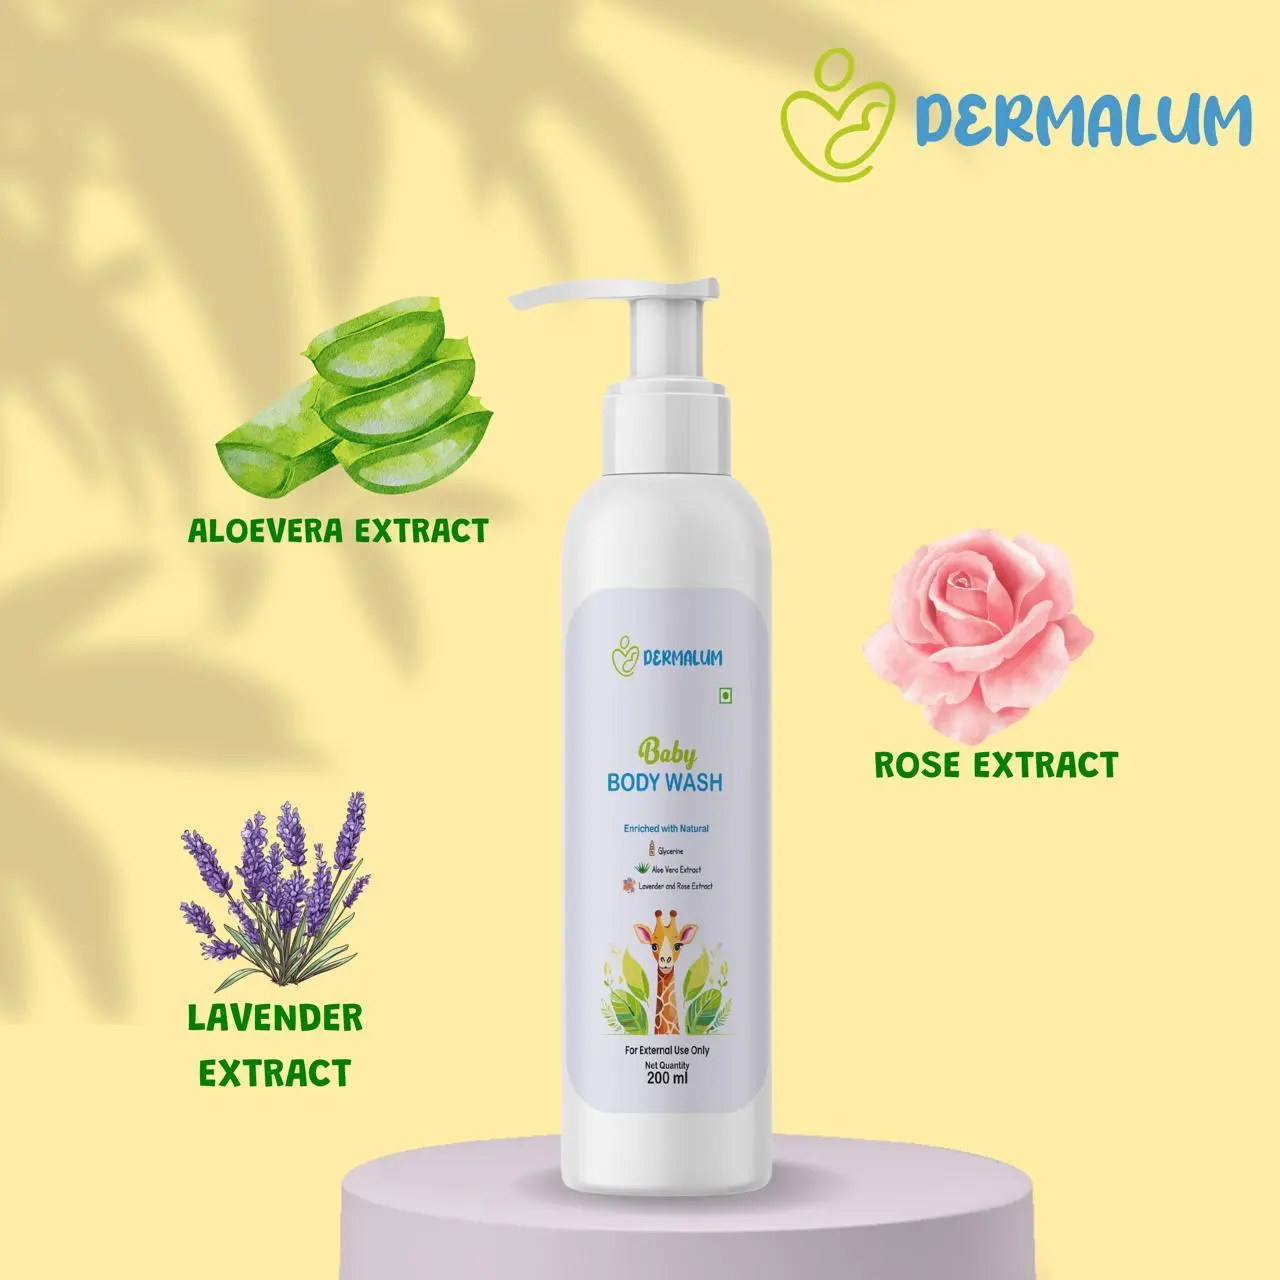 DERMALUM
ALOEVERA EXTRACT
ROSE EXTRACT
LAVENDER
EXTRACT
DERMALUM
Baby
BODY WASH
Enriched with Natural
Glycerine
Aloe Vera Extract
Lavender and Rose Extract
For External Use Only
Net Quantity
200 ml